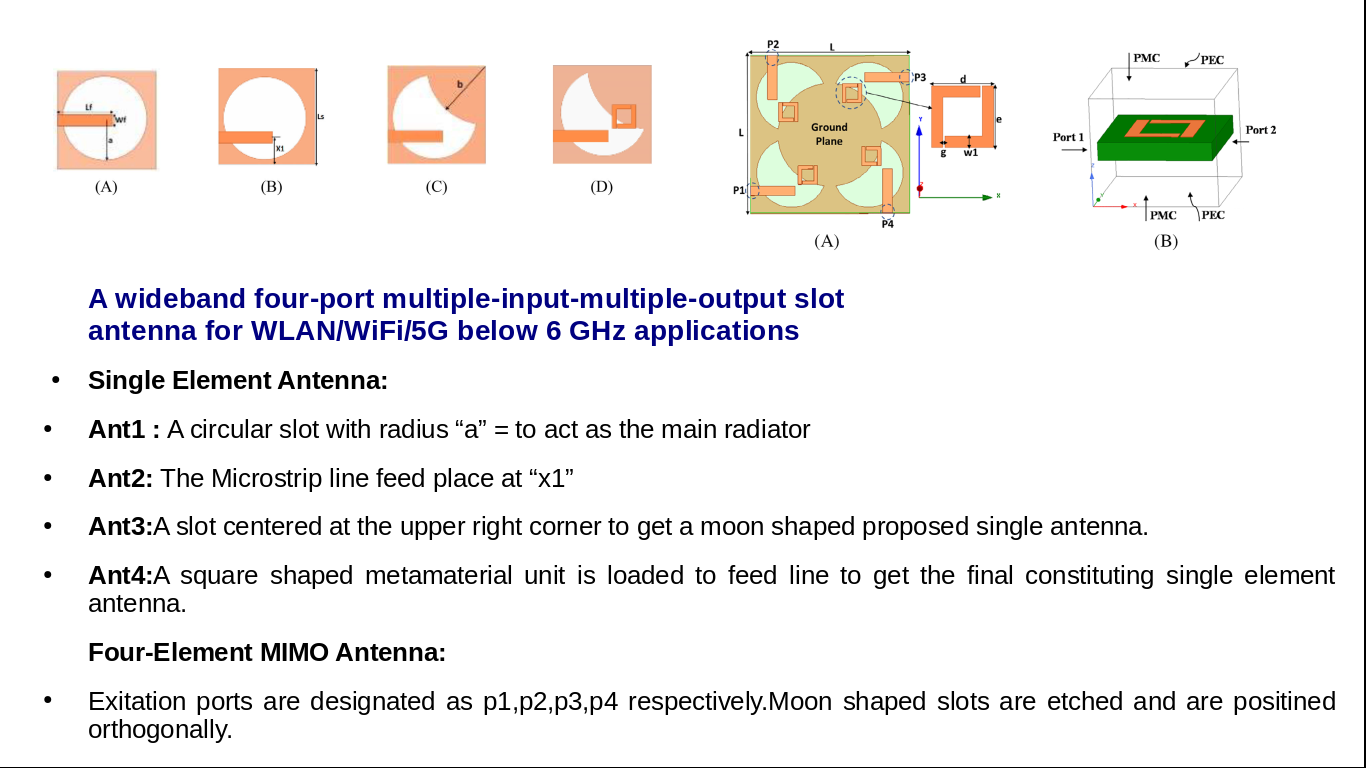 P2
L
PMC
PEC
P3
d
Lf
Wf
a
X1
Ls
b
L
Ground
Plane
Y
e
g
w1
X
Port 1
Port 2
P1
P4
PMC
PEC
(A)
(B)
(C)
(D)
(A)
(B)
A wideband four-port multiple-input-multiple-output slot
antenna for WLAN/WiFi/5G below 6 GHz applications
• Single Element Antenna:
• Ant1 : A circular slot with radius “a” = to act as the main radiator
• Ant2: The Microstrip line feed place at “x1”
• Ant3:A slot centered at the upper right corner to get a moon shaped proposed single antenna.
• Ant4:A square shaped metamaterial unit is loaded to feed line to get the final constituting single element
antenna.
Four-Element MIMO Antenna:
• Exitation ports are designated as p1,p2,p3,p4 respectively.Moon shaped slots are etched and are positined
orthogonally.